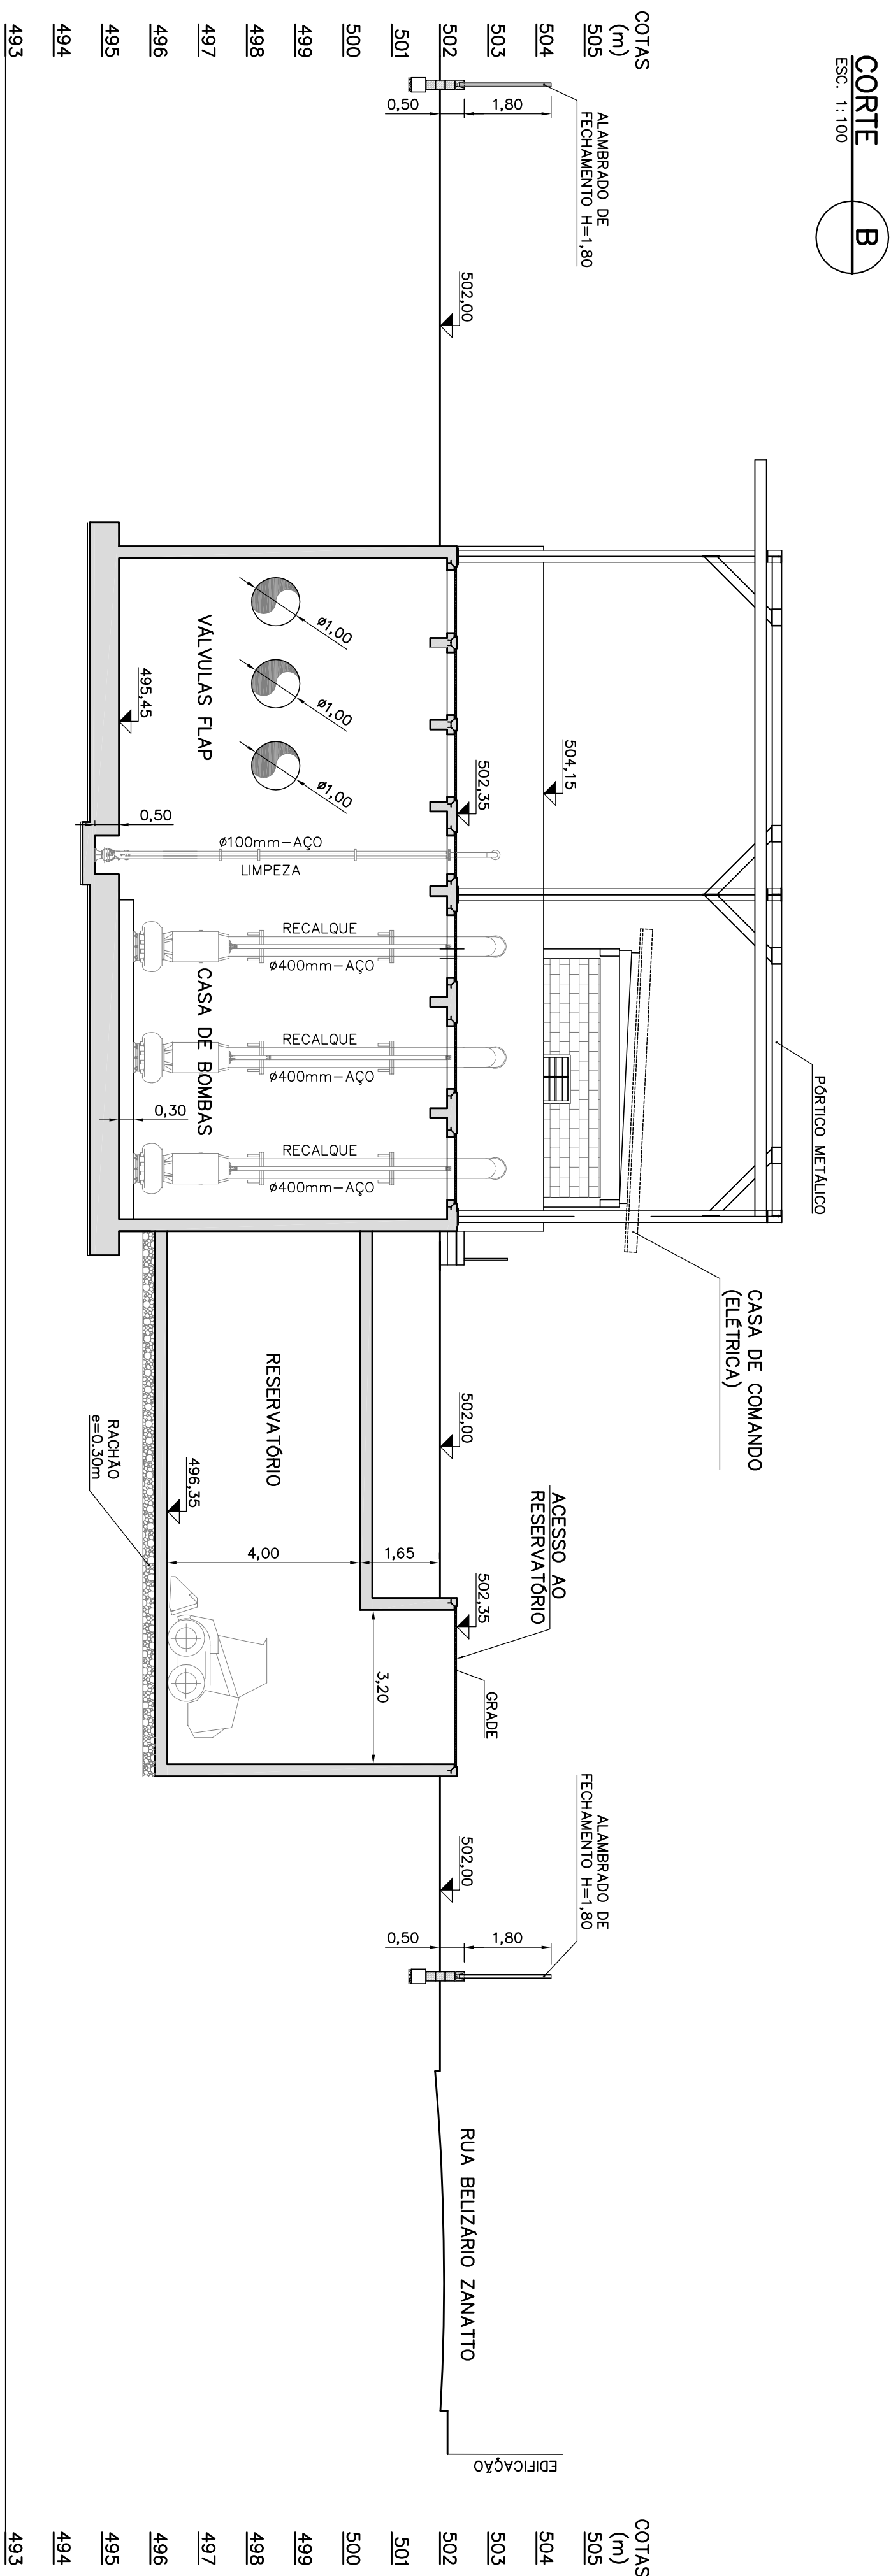 CORTE
ESC. 1:100
B
COTAS
(m)
505
504
503
502
501
500
499
498
497
496
495
494
493
ALAMBRADO DE
FECHAMENTO H=1,80
1,80
0,50
502,00
PÓRTICO METÁLICO
CASA DE COMANDO
(ELÉTRICA)
504,15
502,35
VÁLVULAS FLAP
ø1,00
ø1,00
ø1,00
495,45
0,50
ø100mm-AÇO
LIMPEZA
RECALQUE
ø400mm-AÇO
RECALQUE
ø400mm-AÇO
RECALQUE
ø400mm-AÇO
CASA DE BOMBAS
0,30
RESERVATÓRIO
502,00
496,35
RACHÃO
e=0.30m
4,00
1,65
ACESSO AO
RESERVATÓRIO
502,35
GRADE
3,20
502,00
ALAMBRADO DE
FECHAMENTO H=1,80
1,80
0,50
RUA BELIZÁRIO ZANATTO
EDIFICAÇÃO
COTAS
(m)
505
504
503
502
501
500
499
498
497
496
495
494
493